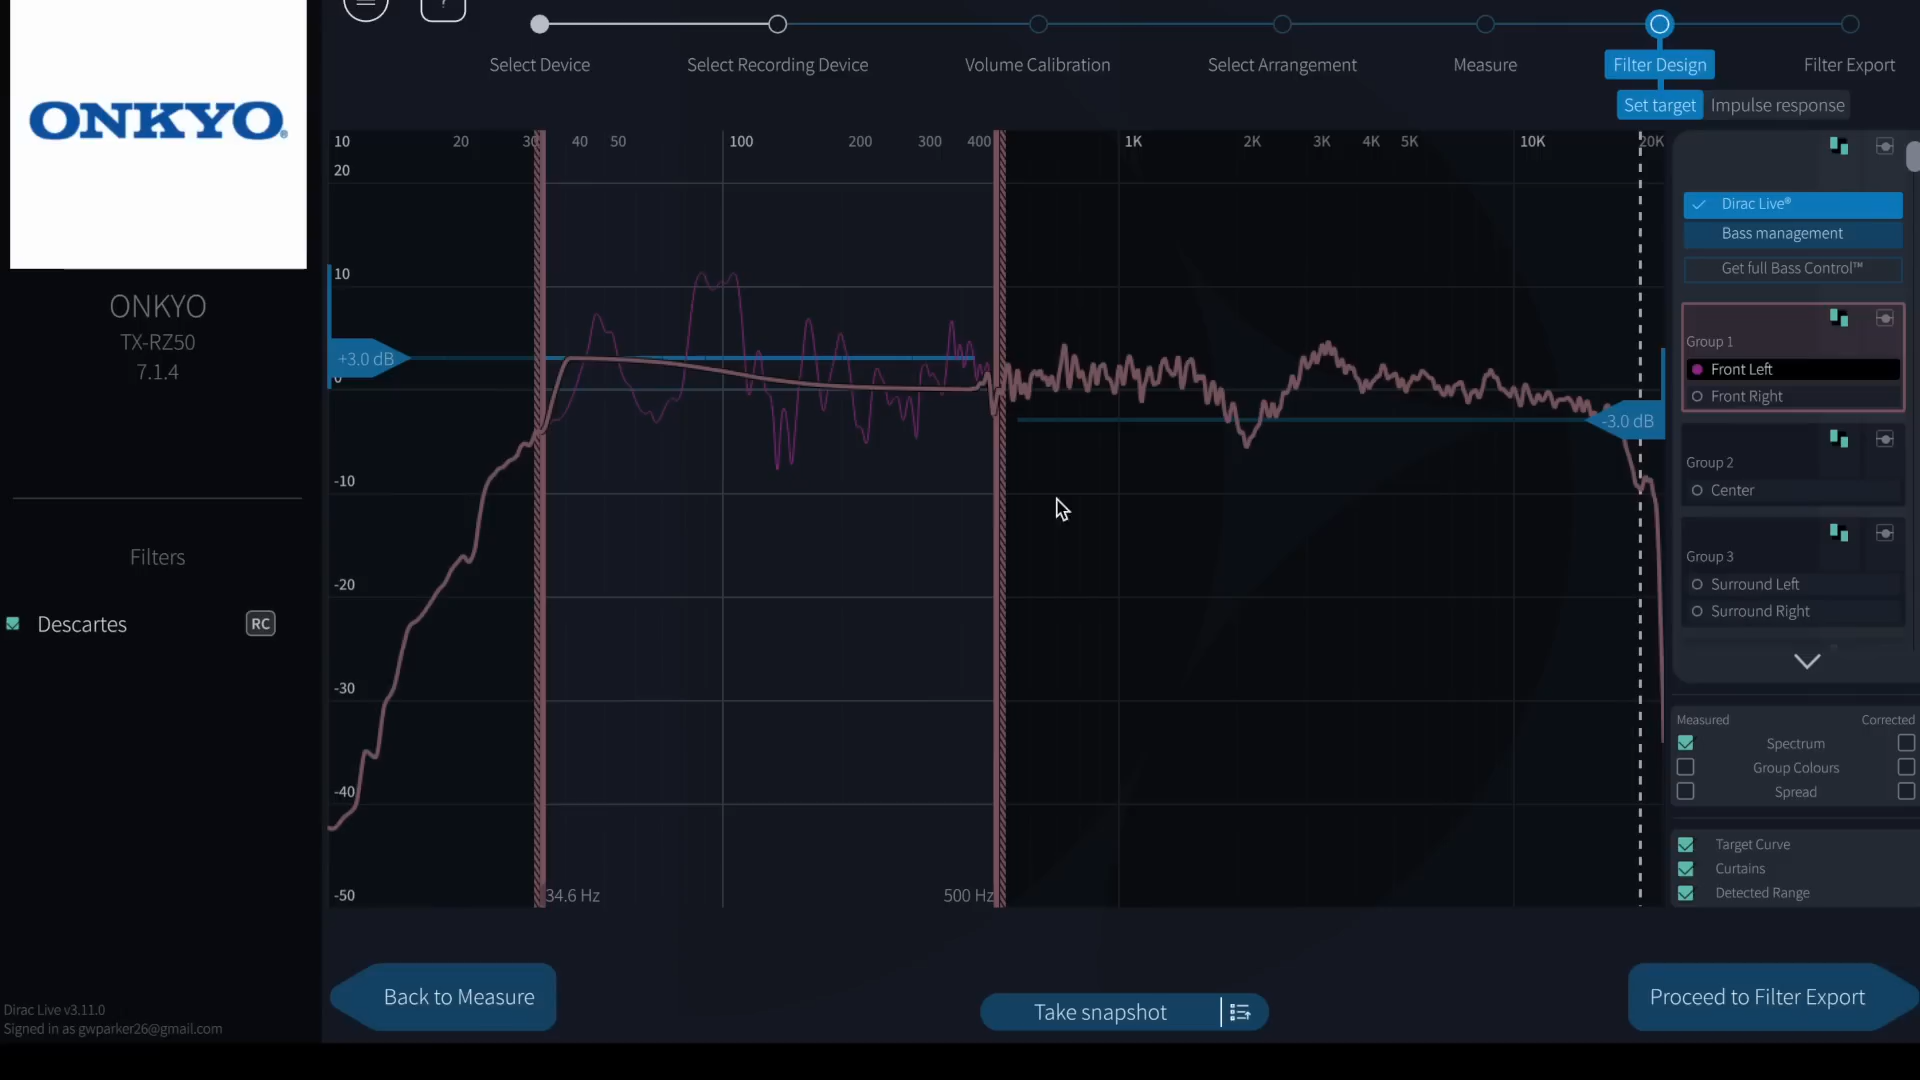 ONKYO®
ONKYO
TX-RZ50
7.1.4
Filters
Descartes RC
Dirac Live v3.11.0
Signed in as gwparker26@gmail.com
?
Select Device
Select Recording Device
Volume Calibration
Select Arrangement
Measure
Filter Design
Filter Export
Set target
Impulse response
10 20 30 40 50 100 200 300 400 1K 2K 3K 4K 5K 10K 20K
20
10
+3.0 dB
0
-10
-20
-30
-40
-50
34.6 Hz
500 Hz
-3.0 dB
Dirac Live®
Bass management
Get full Bass Control™
Group 1
Front Left
Front Right
Group 2
Center
Group 3
Surround Left
Surround Right
Measured Corrected
Spectrum
Group Colours
Spread
Target Curve
Curtains
Detected Range
Back to Measure
Take snapshot
Proceed to Filter Export